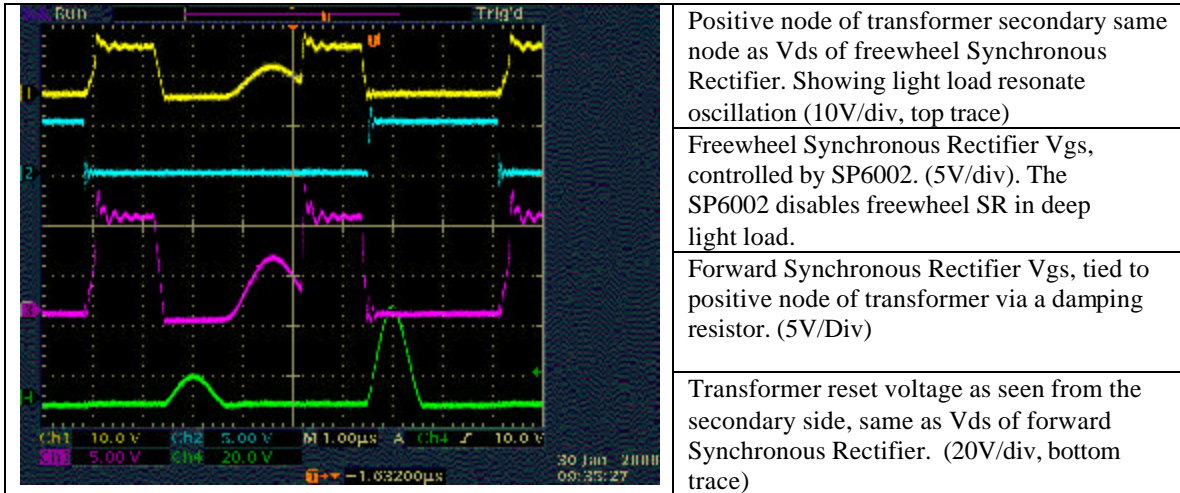 Run
Trig'd
1
2
3
Ch1 10.0 V Ch2 5.00 V M 1.00µs A Ch4 10.0 V
Ch3 5.00 V Ch4 20.0 V
−1.63200µs
30 Jan
09:35:27
Positive node of transformer secondary same
node as Vds of freewheel Synchronous
Rectifier. Showing light load resonate
oscillation (10V/div, top trace)
Freewheel Synchronous Rectifier Vgs,
controlled by SP6002. (5V/div). The
SP6002 disables freewheel SR in deep
light load.
Forward Synchronous Rectifier Vgs, tied to
positive node of transformer via a damping
resistor. (5V/Div)
Transformer reset voltage as seen from the
secondary side, same as Vds of forward
Synchronous Rectifier. (20V/div, bottom
trace)